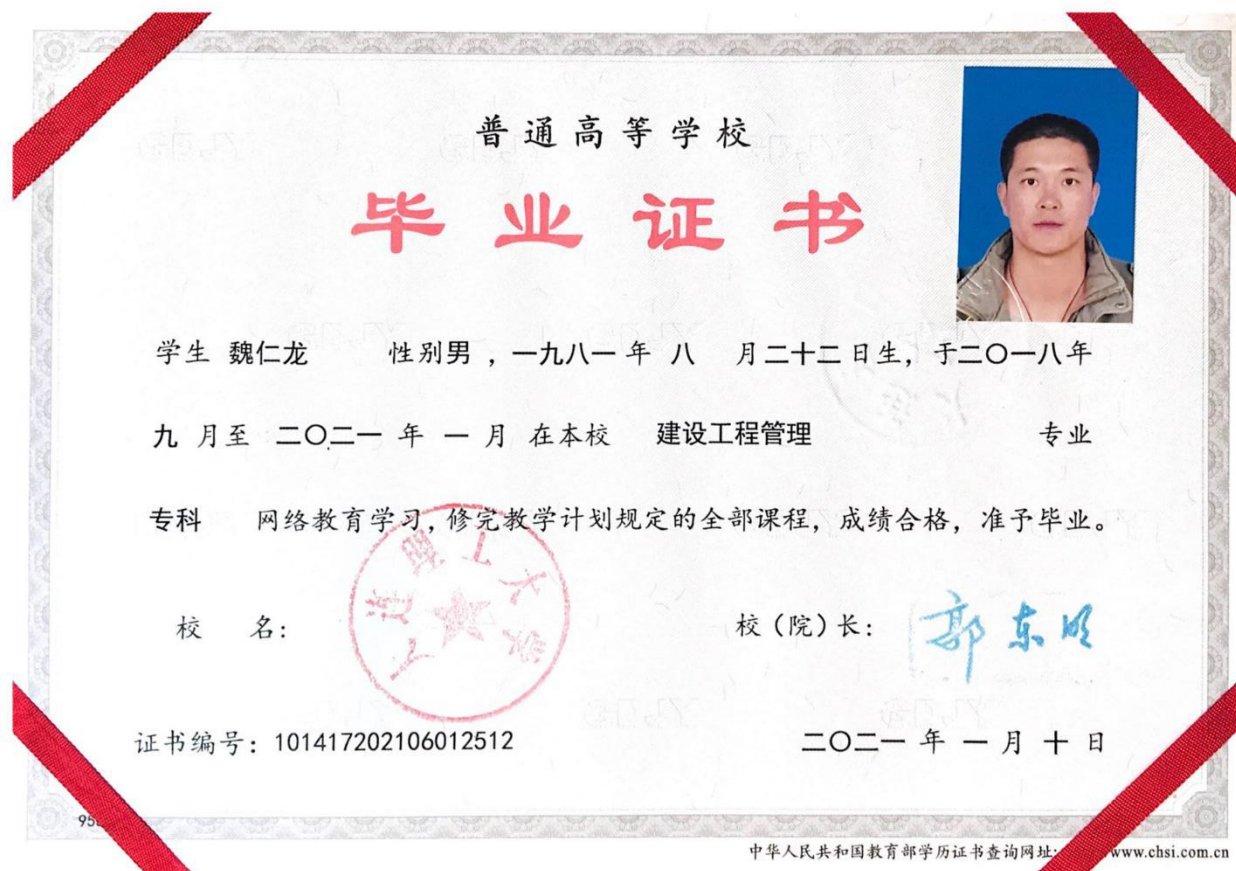 普通高等学校
毕业证书
学生 魏仁龙 性别男 ，一九八一年 八 月二十二日生，于二〇一八年
九 月至 二〇二一 年 一 月 在本校 建设工程管理 专业
专科 网络教育学习，修完教学计划规定的全部课程，成绩合格，准予毕业。
大连理工大学
校 名： 校（院）长： 郭东明
证书编号：101417202106012512 二〇二一 年 一 月 十 日
中华人民共和国教育部学历证书查询网址: www.chsi.com.cn